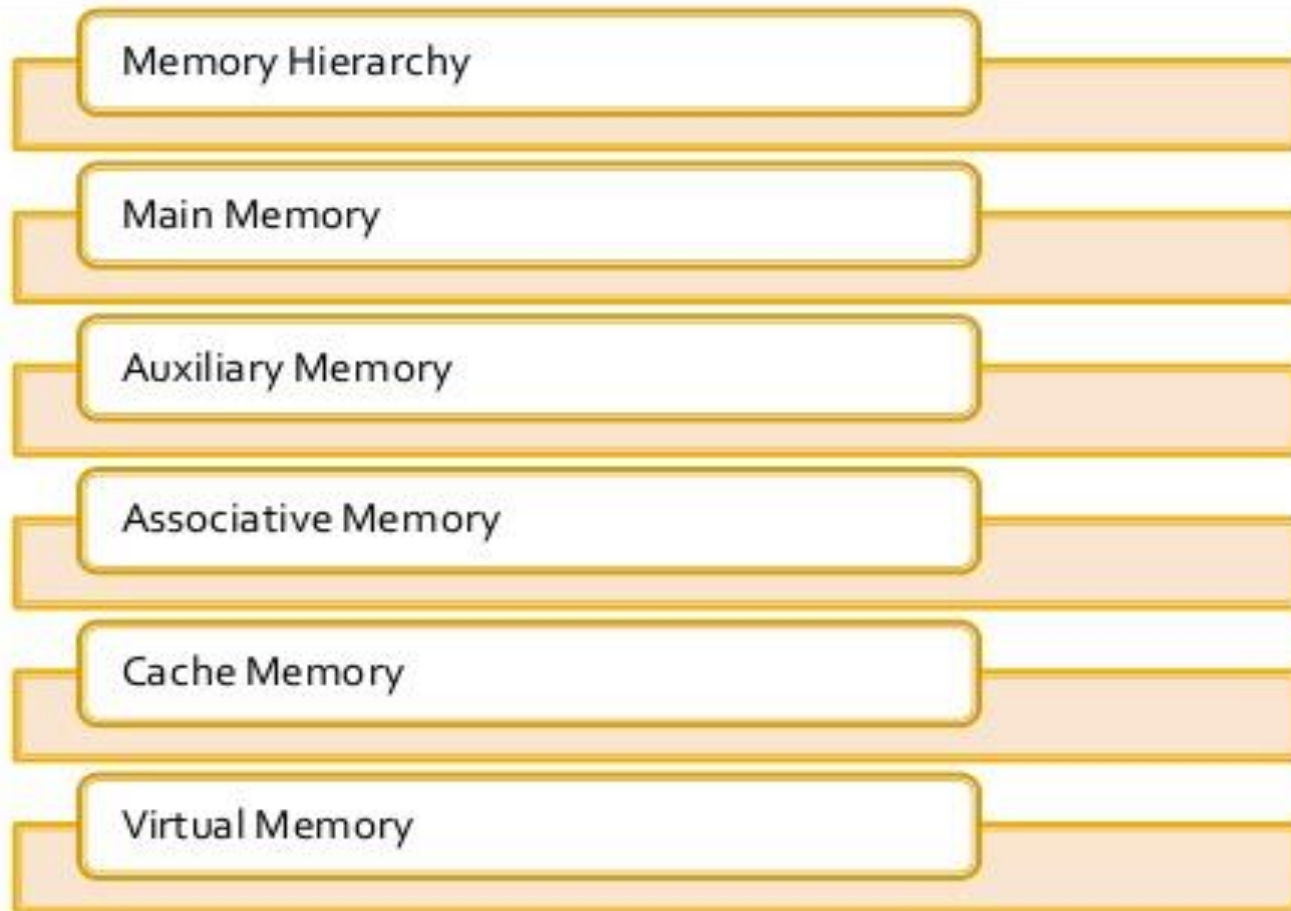 Memory Hierarchy
Main Memory
Auxiliary Memory
Associative Memory
Cache Memory
Virtual Memory